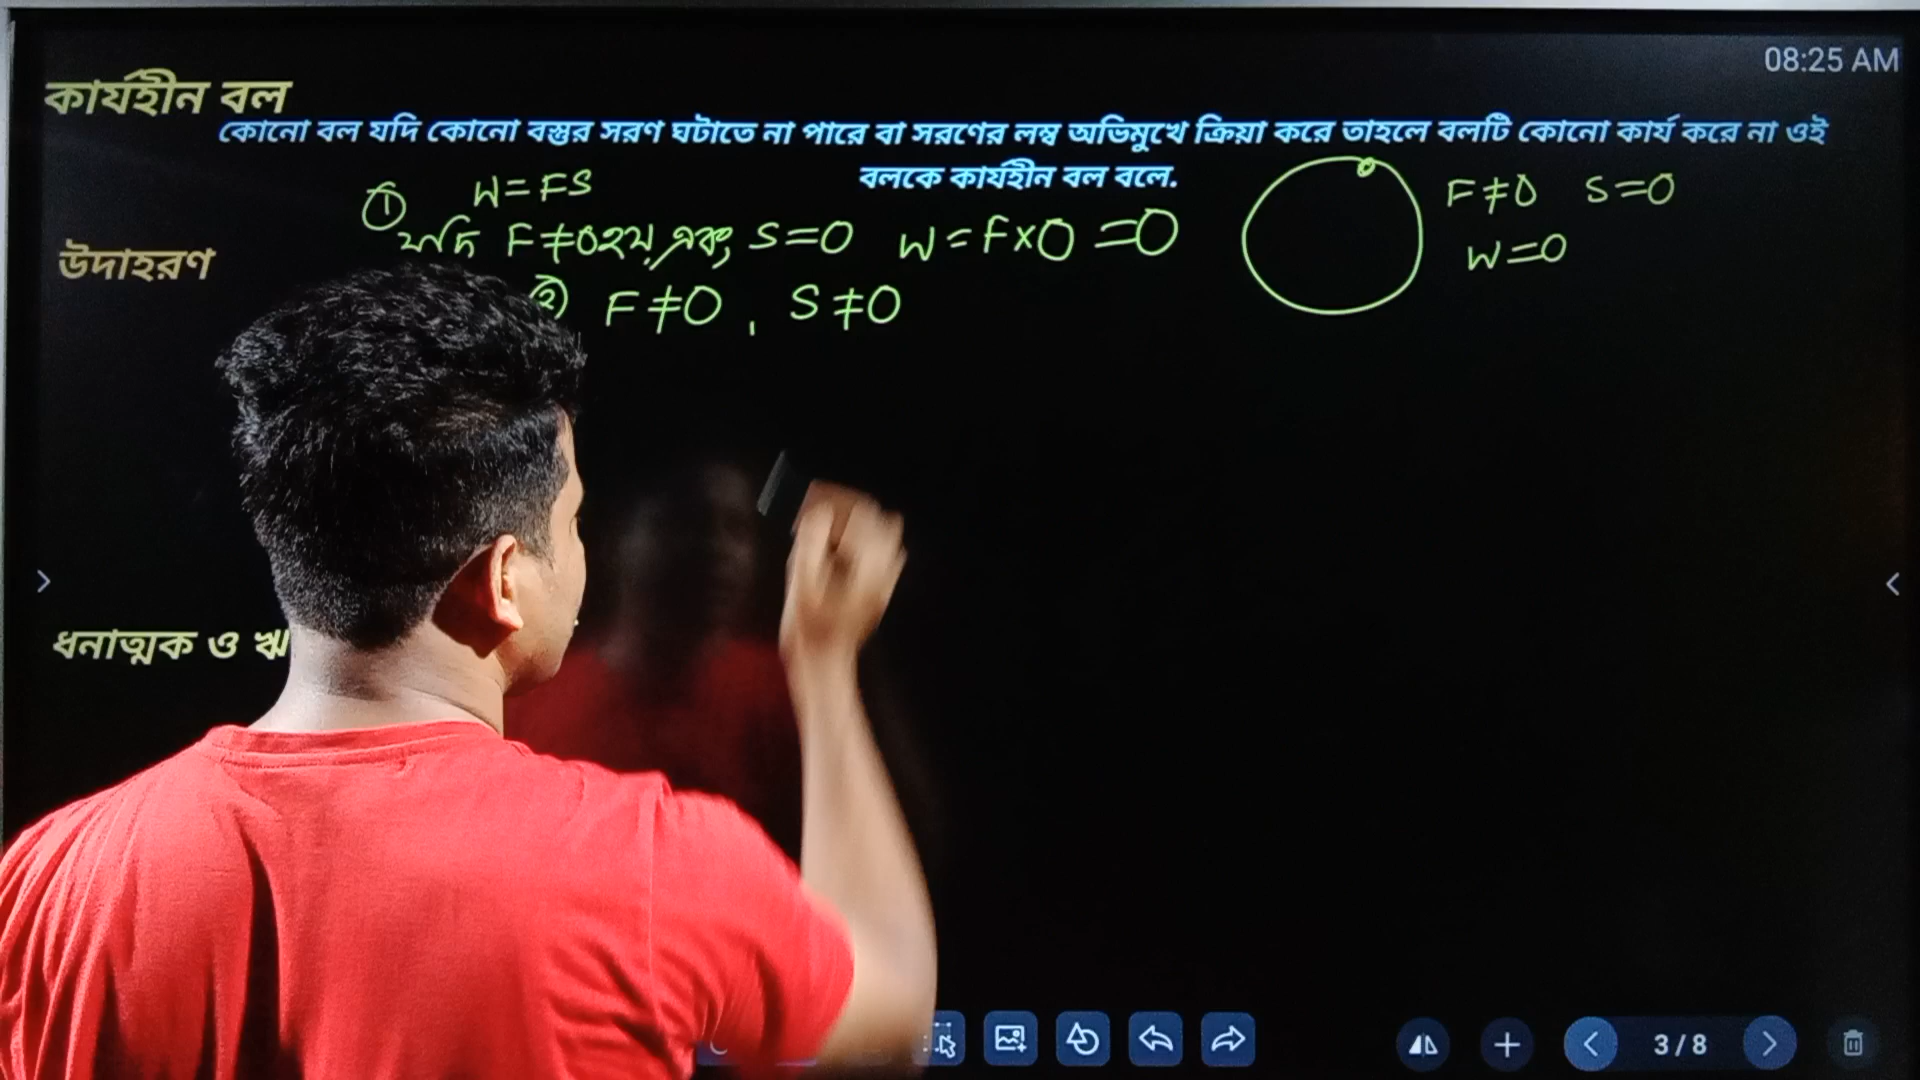 08:25 AM
কার্যহীন বল
কোনো বল যদি কোনো বস্তুর সরণ ঘটাতে না পারে বা সরণের লম্ব অভিমুখে ক্রিয়া করে তাহলে বলটি কোনো কার্য করে না ওই
বলকে কার্যহীন বল বলে.
① W=FS
যদি F≠0 হয়, এবং S=0 W=F×0=0
F≠0 S=0
W=0
উদাহরণ
② F≠0, S≠0
ধনাত্মক ও ঋ
3/8